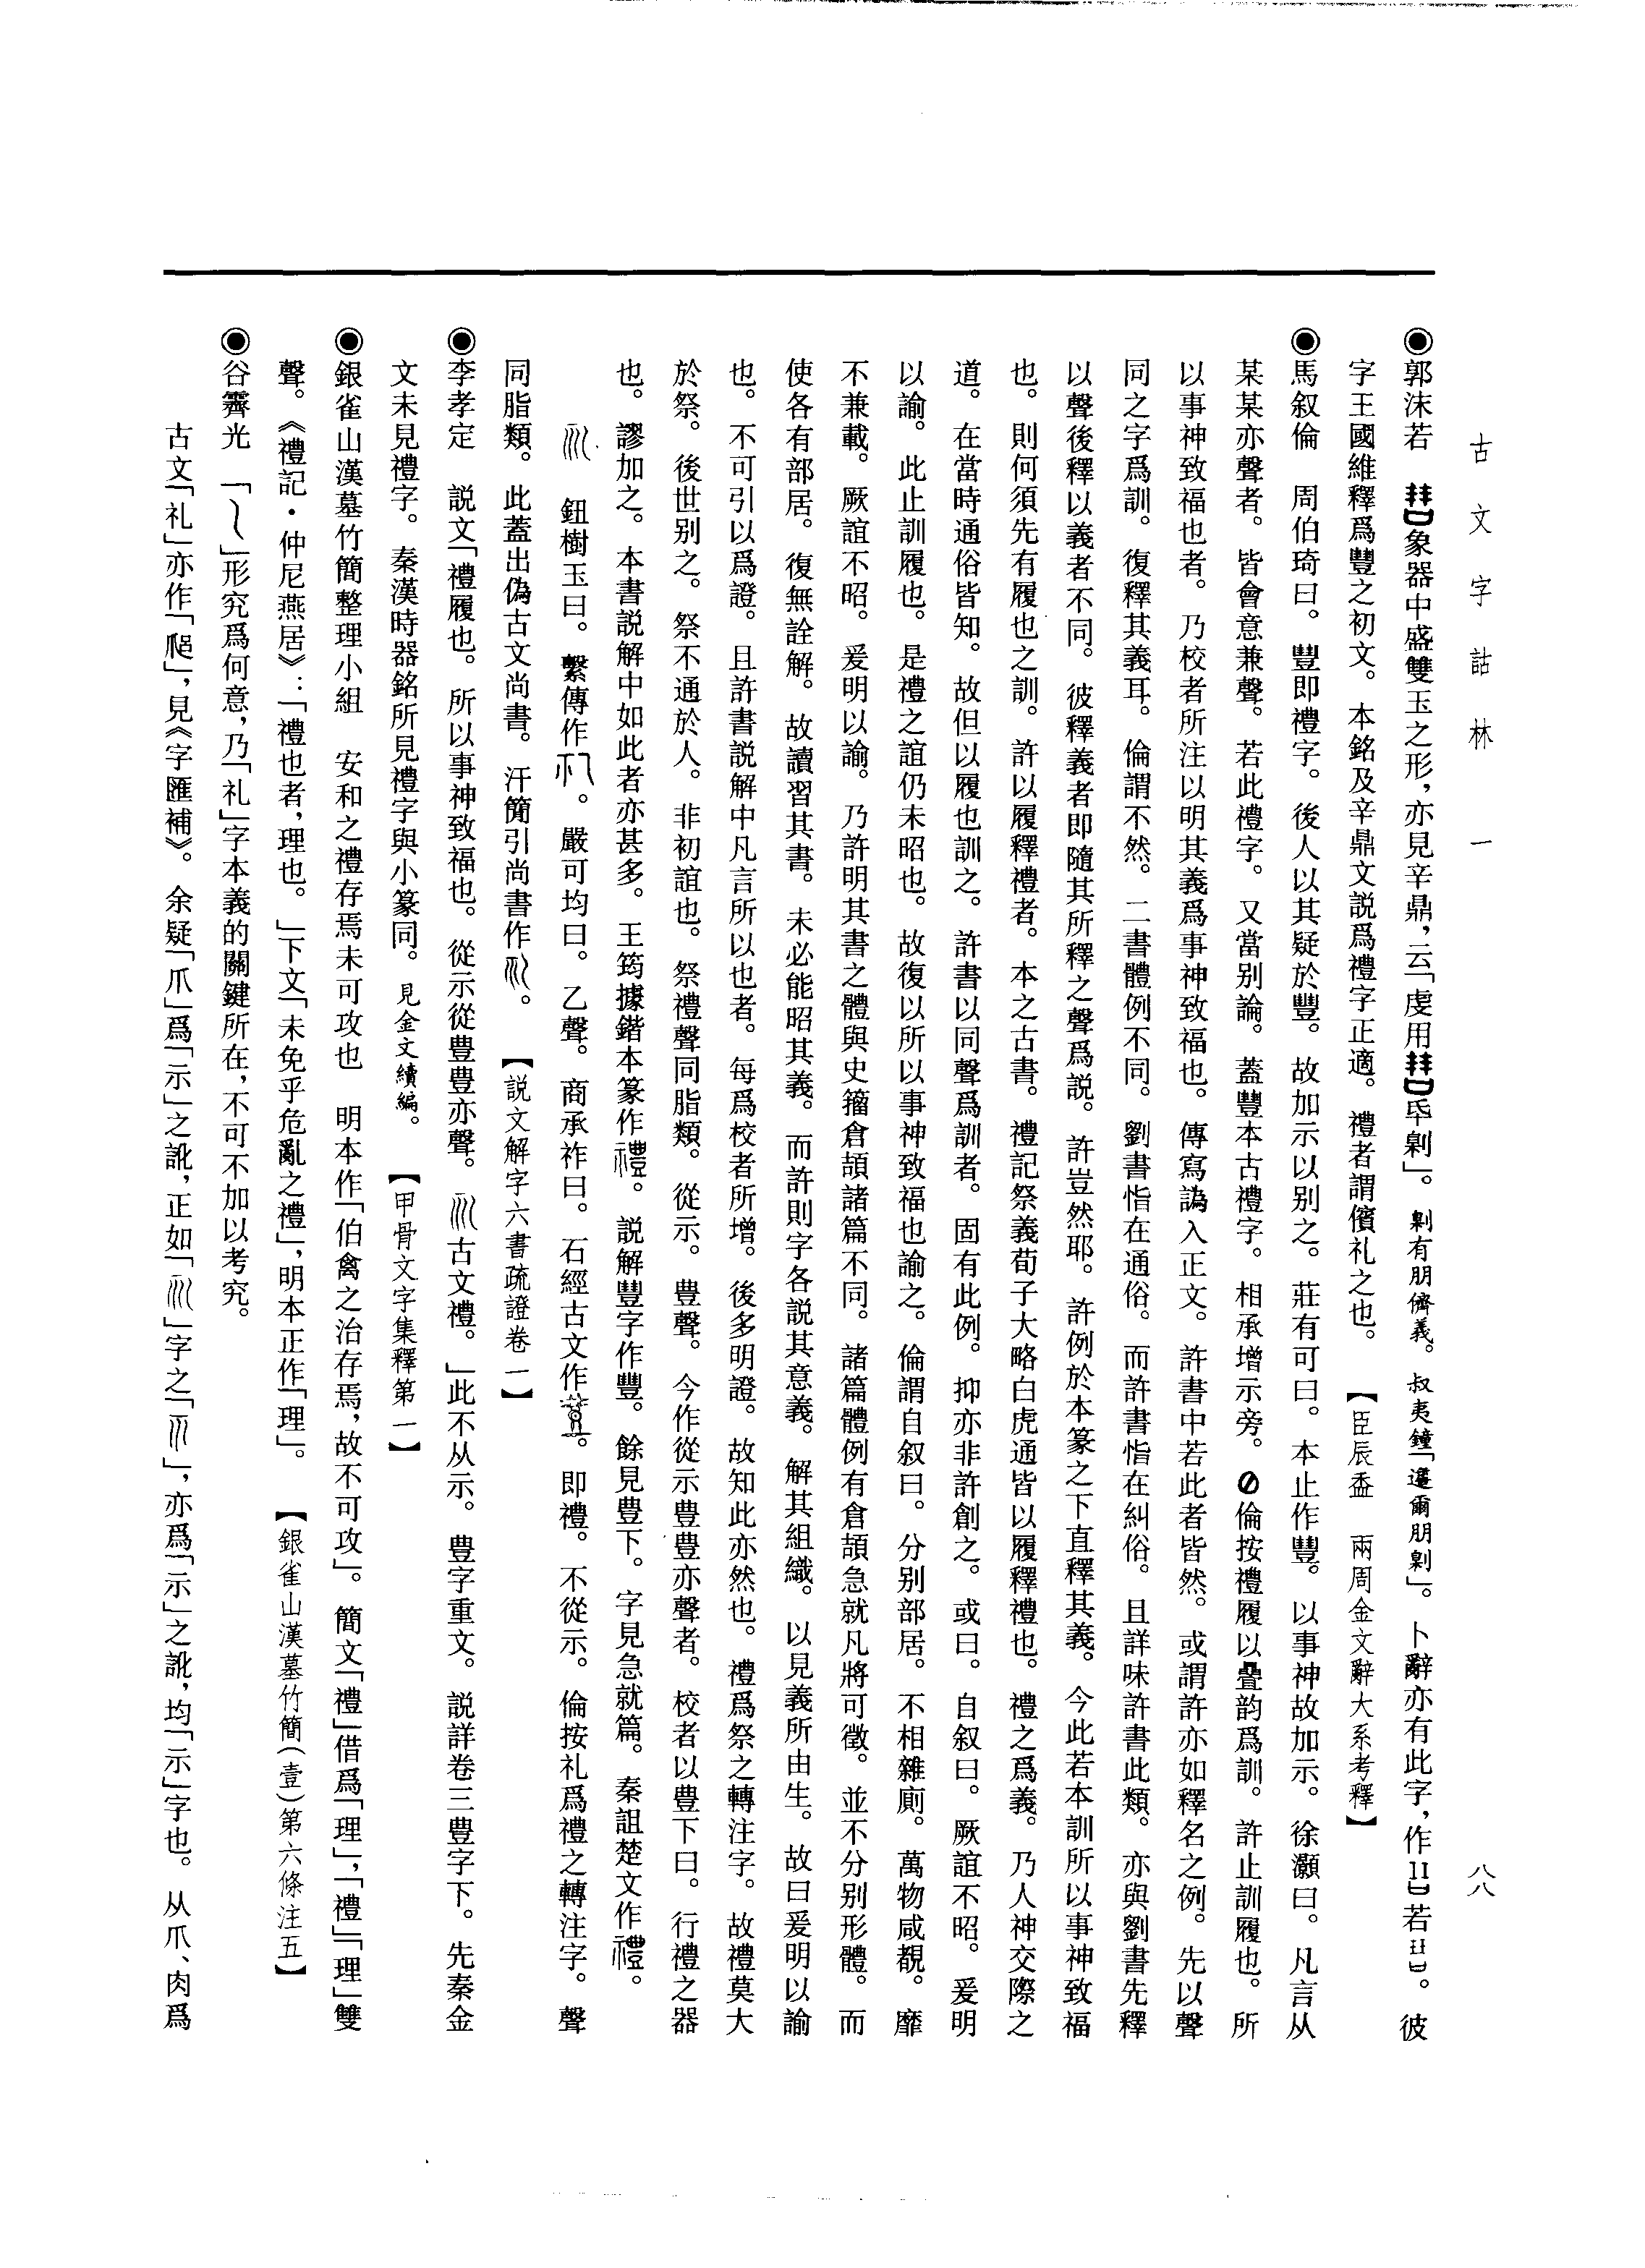 古文字詁林　一
八八
◉郭沫若　象器中盛雙玉之形，亦見辛鼎，云「虔用氒剝」。剝有朋儕義。叔夷鐘「爾朋剝」。卜辭亦有此字，作若。彼
字王國維釋爲豐之初文。本銘及辛鼎文説爲禮字正適。禮者謂儐礼之也。【臣辰盉　兩周金文辭大系考釋】
◉馬叙倫　周伯琦曰。豐即禮字。後人以其疑於豐。故加示以别之。莊有可曰。本止作豐。以事神故加示。徐灝曰。凡言从
某某亦聲者。皆會意兼聲。若此禮字。又當别論。蓋豐本古禮字。相承增示旁。倫按禮履以疊韵爲訓。許止訓履也。所
以事神致福也者。乃校者所注以明其義爲事神致福也。傳寫譌入正文。許書中若此者皆然。或謂許亦如釋名之例。先以聲
同之字爲訓。復釋其義耳。倫謂不然。二書體例不同。劉書恉在通俗。而許書恉在糾俗。且詳味許書此類。亦與劉書先釋
以聲後釋以義者不同。彼釋義者即隨其所釋之聲爲説。許豈然耶。許例於本篆之下直釋其義。今此若本訓所以事神致福
也。則何須先有履也之訓。許以履釋禮者。本之古書。禮記祭義荀子大略白虎通皆以履釋禮也。禮之爲義。乃人神交際之
道。在當時通俗皆知。故但以履也訓之。許書以同聲爲訓者。固有此例。抑亦非許創之。或曰。自叙曰。厥誼不昭。爰明
以諭。此止訓履也。是禮之誼仍未昭也。故復以所以事神致福也諭之。倫謂自叙曰。分别部居。不相雜廁。萬物咸覩。靡
不兼載。厥誼不昭。爰明以諭。乃許明其書之體與史籀倉頡諸篇不同。諸篇體例有倉頡急就凡將可徵。並不分别形體。而
使各有部居。復無詮解。故讀習其書。未必能昭其義。而許則字各説其意義。解其組織。以見義所由生。故曰爰明以諭
也。不可引以爲證。且許書説解中凡言所以也者。每爲校者所增。後多明證。故知此亦然也。禮爲祭之轉注字。故禮莫大
於祭。後世别之。祭不通於人。非初誼也。祭禮聲同脂類。從示。豊聲。今作從示豊豊亦聲者。校者以豊下曰。行禮之器
也。謬加之。本書説解中如此者亦甚多。王筠據鍇本篆作。説解豐字作豐。餘見豊下。字見急就篇。秦詛楚文作。
　鈕樹玉曰。繫傳作。嚴可均曰。乙聲。商承祚曰。石經古文作。即禮。不從示。倫按礼爲禮之轉注字。聲
同脂類。此蓋出偽古文尚書。汗簡引尚書作。【説文解字六書疏證卷一】
◉李孝定　説文「禮履也。所以事神致福也。從示從豊豊亦聲。古文禮。」此不从示。豊字重文。説詳卷三豊字下。先秦金
文未見禮字。秦漢時器銘所見禮字與小篆同。見金文續編。【甲骨文字集釋第一】
◉銀雀山漢墓竹簡整理小組　安和之禮存焉未可攻也　明本作「伯禽之治存焉，故不可攻」。簡文「禮」借爲「理」，「禮」「理」雙
聲。《禮記·仲尼燕居》：「禮也者，理也。」下文「未免乎危亂之禮」，明本正作「理」。【銀雀山漢墓竹簡(壹)第六條注五】
◉谷霽光　「」形究爲何意，乃「礼」字本義的關鍵所在，不可不加以考究。
古文「礼」亦作「」，見《字匯補》。余疑「爪」爲「示」之訛，正如「」字之「」，亦爲「示」之訛，均「示」字也。从爪、肉爲